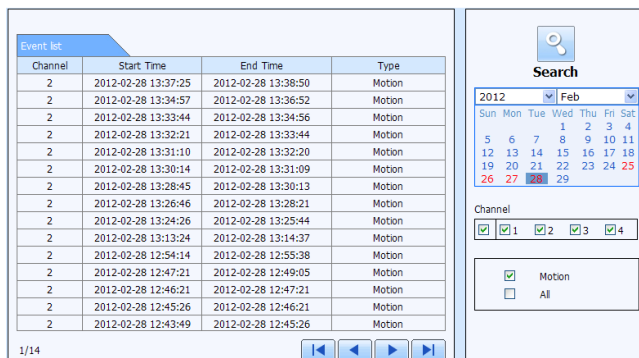 Event list
Channel Start Time End Time Type
2 2012-02-28 13:37:25 2012-02-28 13:38:50 Motion
2 2012-02-28 13:34:57 2012-02-28 13:36:52 Motion
2 2012-02-28 13:33:44 2012-02-28 13:34:56 Motion
2 2012-02-28 13:32:21 2012-02-28 13:33:44 Motion
2 2012-02-28 13:31:10 2012-02-28 13:32:20 Motion
2 2012-02-28 13:30:14 2012-02-28 13:31:09 Motion
2 2012-02-28 13:28:45 2012-02-28 13:30:13 Motion
2 2012-02-28 13:26:46 2012-02-28 13:28:21 Motion
2 2012-02-28 13:24:26 2012-02-28 13:25:44 Motion
2 2012-02-28 13:13:24 2012-02-28 13:14:37 Motion
2 2012-02-28 12:54:14 2012-02-28 12:55:38 Motion
2 2012-02-28 12:47:21 2012-02-28 12:49:05 Motion
2 2012-02-28 12:46:21 2012-02-28 12:47:21 Motion
2 2012-02-28 12:45:26 2012-02-28 12:46:21 Motion
2 2012-02-28 12:43:49 2012-02-28 12:45:26 Motion
1/14
Search
2012 Feb
Sun Mon Tue Wed Thu Fri Sat
1 2 3 4
5 6 7 8 9 10 11
12 13 14 15 16 17 18
19 20 21 22 23 24 25
26 27 28 29
Channel
1 2 3 4
Motion
All